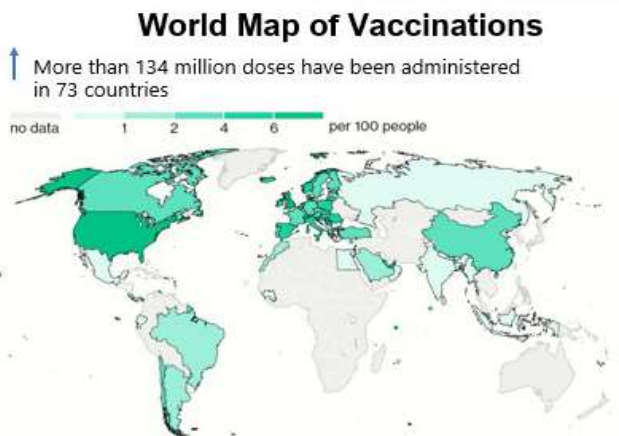 World Map of Vaccinations
More than 134 million doses have been administered
in 73 countries
no data 1 2 4 6 per 100 people